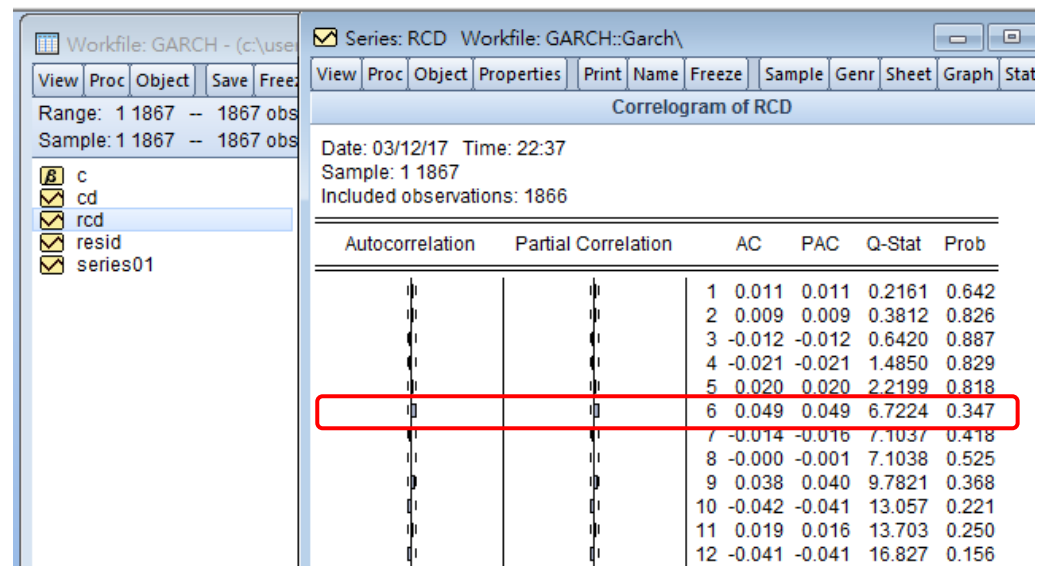 Workfile: GARCH - (c:\user
View Proc Object Save Freez
Range: 1 1867 -- 1867 obs
Sample: 1 1867 -- 1867 obs
β c
cd
rcd
resid
series01
Series: RCD Workfile: GARCH::Garch\
View Proc Object Properties Print Name Freeze Sample Genr Sheet Graph Stat
Correlogram of RCD
Date: 03/12/17 Time: 22:37
Sample: 1 1867
Included observations: 1866
Autocorrelation Partial Correlation AC PAC Q-Stat Prob
1 0.011 0.011 0.2161 0.642
2 0.009 0.009 0.3812 0.826
3 -0.012 -0.012 0.6420 0.887
4 -0.021 -0.021 1.4850 0.829
5 0.020 0.020 2.2199 0.818
6 0.049 0.049 6.7224 0.347
7 -0.014 -0.016 7.1037 0.418
8 -0.000 -0.001 7.1038 0.525
9 0.038 0.040 9.7821 0.368
10 -0.042 -0.041 13.057 0.221
11 0.019 0.016 13.703 0.250
12 -0.041 -0.041 16.827 0.156